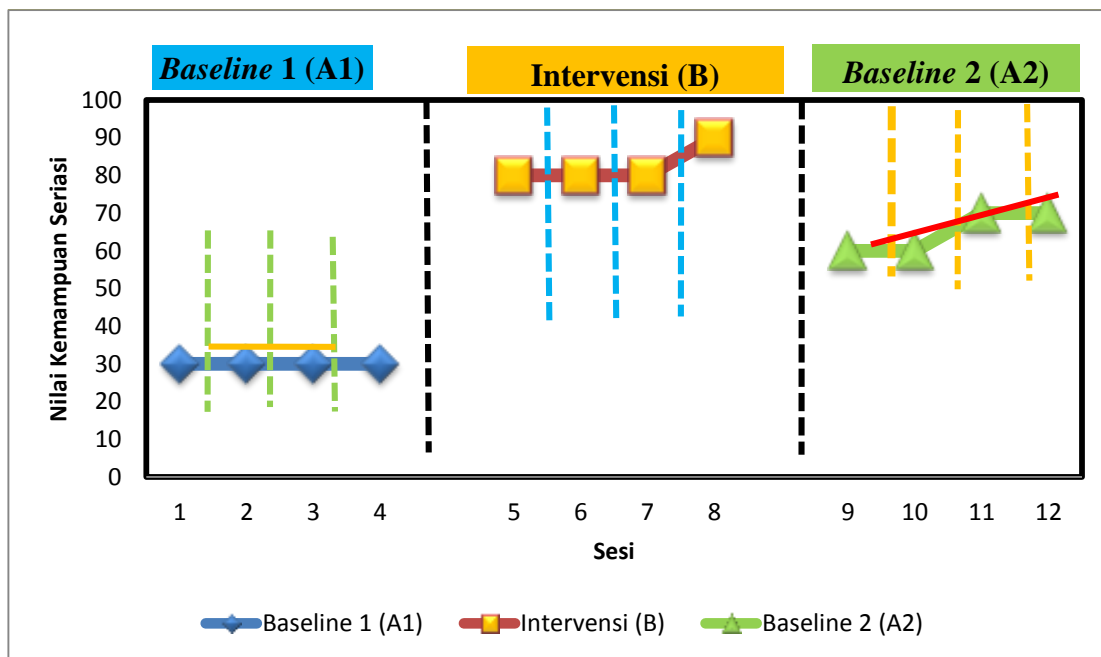 Baseline 1 (A1)
Intervensi (B)
Baseline 2 (A2)
Nilai Kemampuan Seriasi
100
90
80
70
60
50
40
30
20
10
0
1 2 3 4 5 6 7 8 9 10 11 12
Sesi
Baseline 1 (A1) Intervensi (B) Baseline 2 (A2)